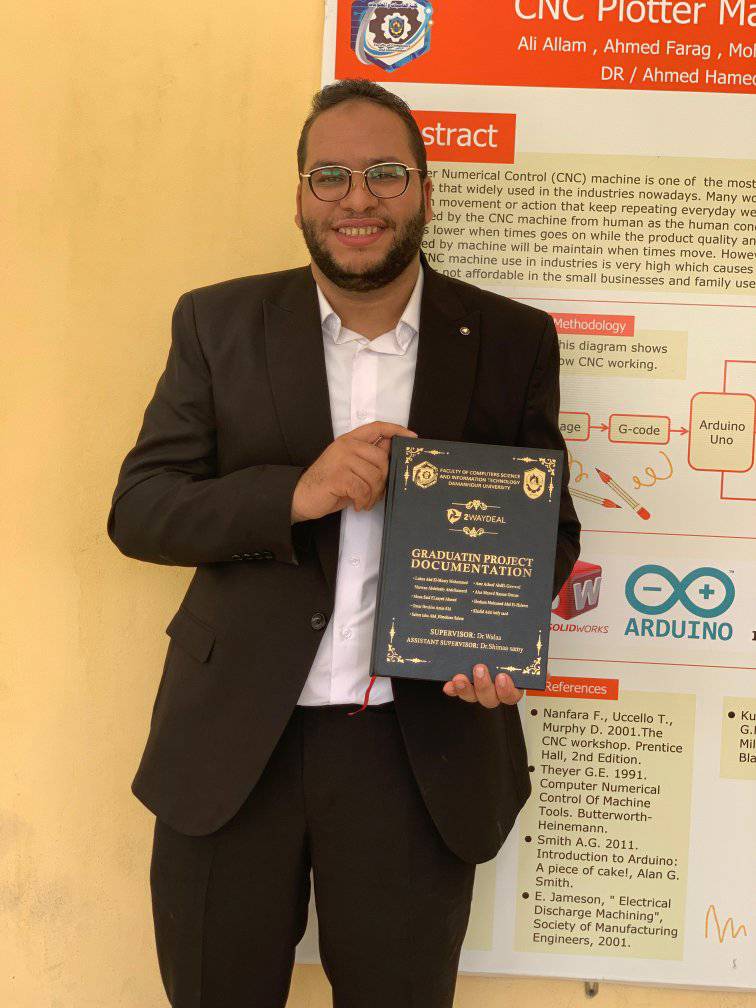 CNC Plotter Ma
Ali Allam , Ahmed Farag , Mo
DR / Ahmed Hamed
stract
er Numerical Control (CNC) machine is one of the most
s that widely used in the industries nowadays. Many wo
movement or action that keep repeating everyday we
ed by the CNC machine from human as the human con
s lower when times goes on while the product quality an
ed by machine will be maintain when times move. Howe
CNC machine use in industries is very high which causes
not affordable in the small businesses and family use
Methodology
his diagram shows
ow CNC working.
age
G-code
Arduino
Uno
FACULTY OF COMPUTERS SCIENCE
AND INFORMATION TECHNOLOGY
DAMANHOUR UNIVERSITY
2WAYDEAL
GRADUATIN PROJECT
DOCUMENTATION
SUPERVISOR: Dr.Walaa
ASSISTANT SUPERVISOR: Dr.Shimaa samy
SOLIDWORKS
ARDUINO
TM
References
• Nanfara F., Uccello T.,
Murphy D. 2001.The
CNC workshop. Prentice
Hall, 2nd Edition.
• Theyer G.E. 1991.
Computer Numerical
Control Of Machine
Tools. Butterworth-
Heinemann.
• Smith A.G. 2011.
Introduction to Arduino:
A piece of cake!, Alan G.
Smith.
• E. Jameson, " Electrical
Discharge Machining",
Society of Manufacturing
Engineers, 2001.
• Ku
G.
Mil
Bla